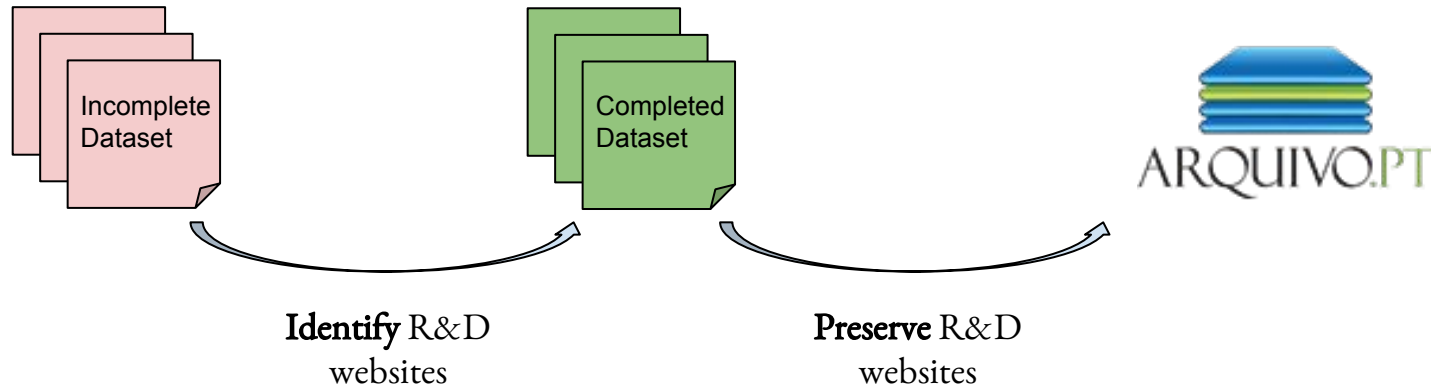 Incomplete
Dataset
Completed
Dataset
ARQUIVO.PT
Identify R&D
websites
Preserve R&D
websites